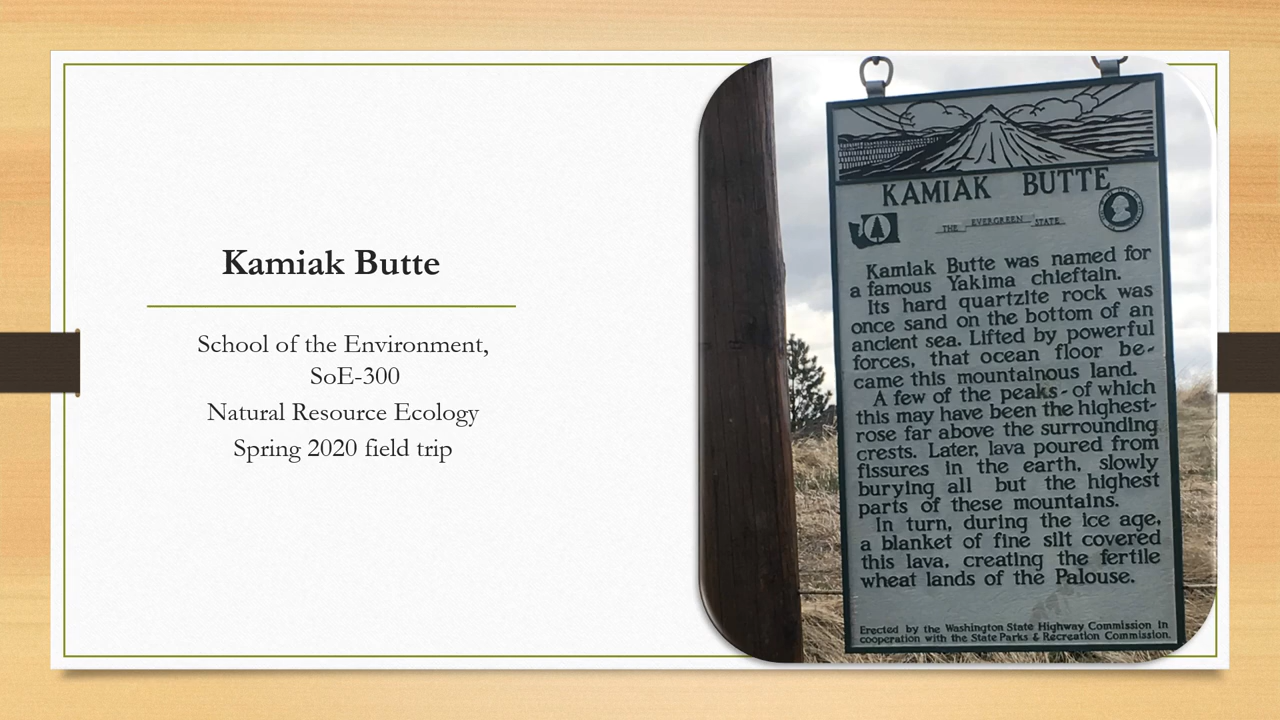 Kamiak Butte
School of the Environment,
SoE-300
Natural Resource Ecology
Spring 2020 field trip
KAMIAK BUTTE
THE EVERGREEN STATE
Kamiak Butte was named for
a famous Yakima chieftain.
Its hard quartzite rock was
once sand on the bottom of an
ancient sea. Lifted by powerful
forces, that ocean floor be-
came this mountainous land.
A few of the peaks - of which
this may have been the highest-
rose far above the surrounding
crests. Later, lava poured from
fissures in the earth, slowly
burying all but the highest
parts of these mountains.
In turn, during the ice age,
a blanket of fine silt covered
this lava, creating the fertile
wheat lands of the Palouse.
Erected by the Washington State Highway Commission in
cooperation with the State Parks & Recreation Commission.